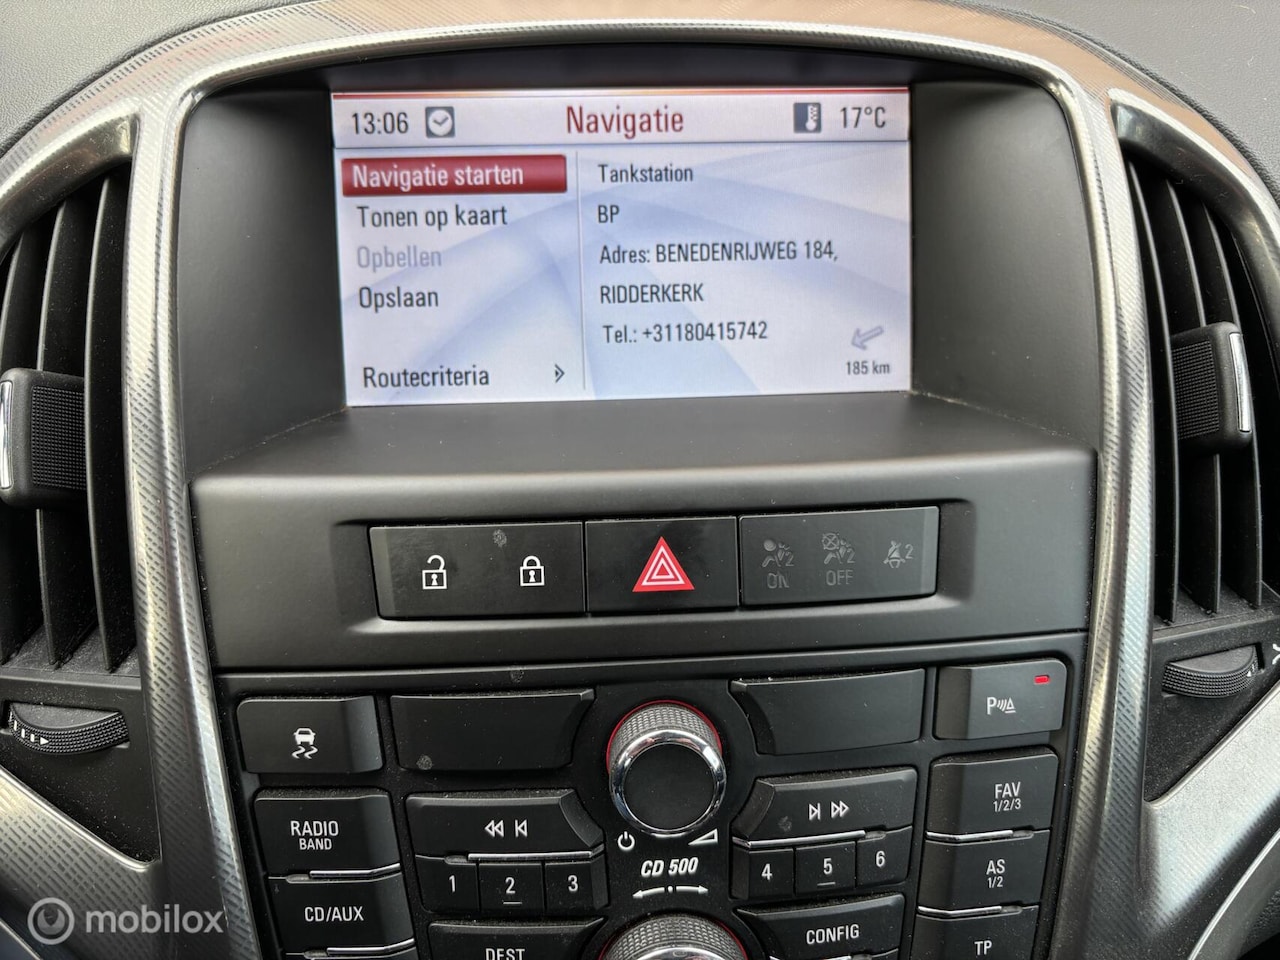 13:06 Navigatie 17°C
Navigatie starten
Tonen op kaart
Opbellen
Opslaan
Routecriteria
Tankstation
BP
Adres: BENEDENRIJWEG 184,
RIDDERKERK
Tel.: +31180415742
185 km
ON
2
OFF
2
2
P
RADIO
BAND
CD/AUX
1 2 3
DEST
CD 500
4 5 6
CONFIG
FAV
1/2/3
AS
1/2
TP
mobilox